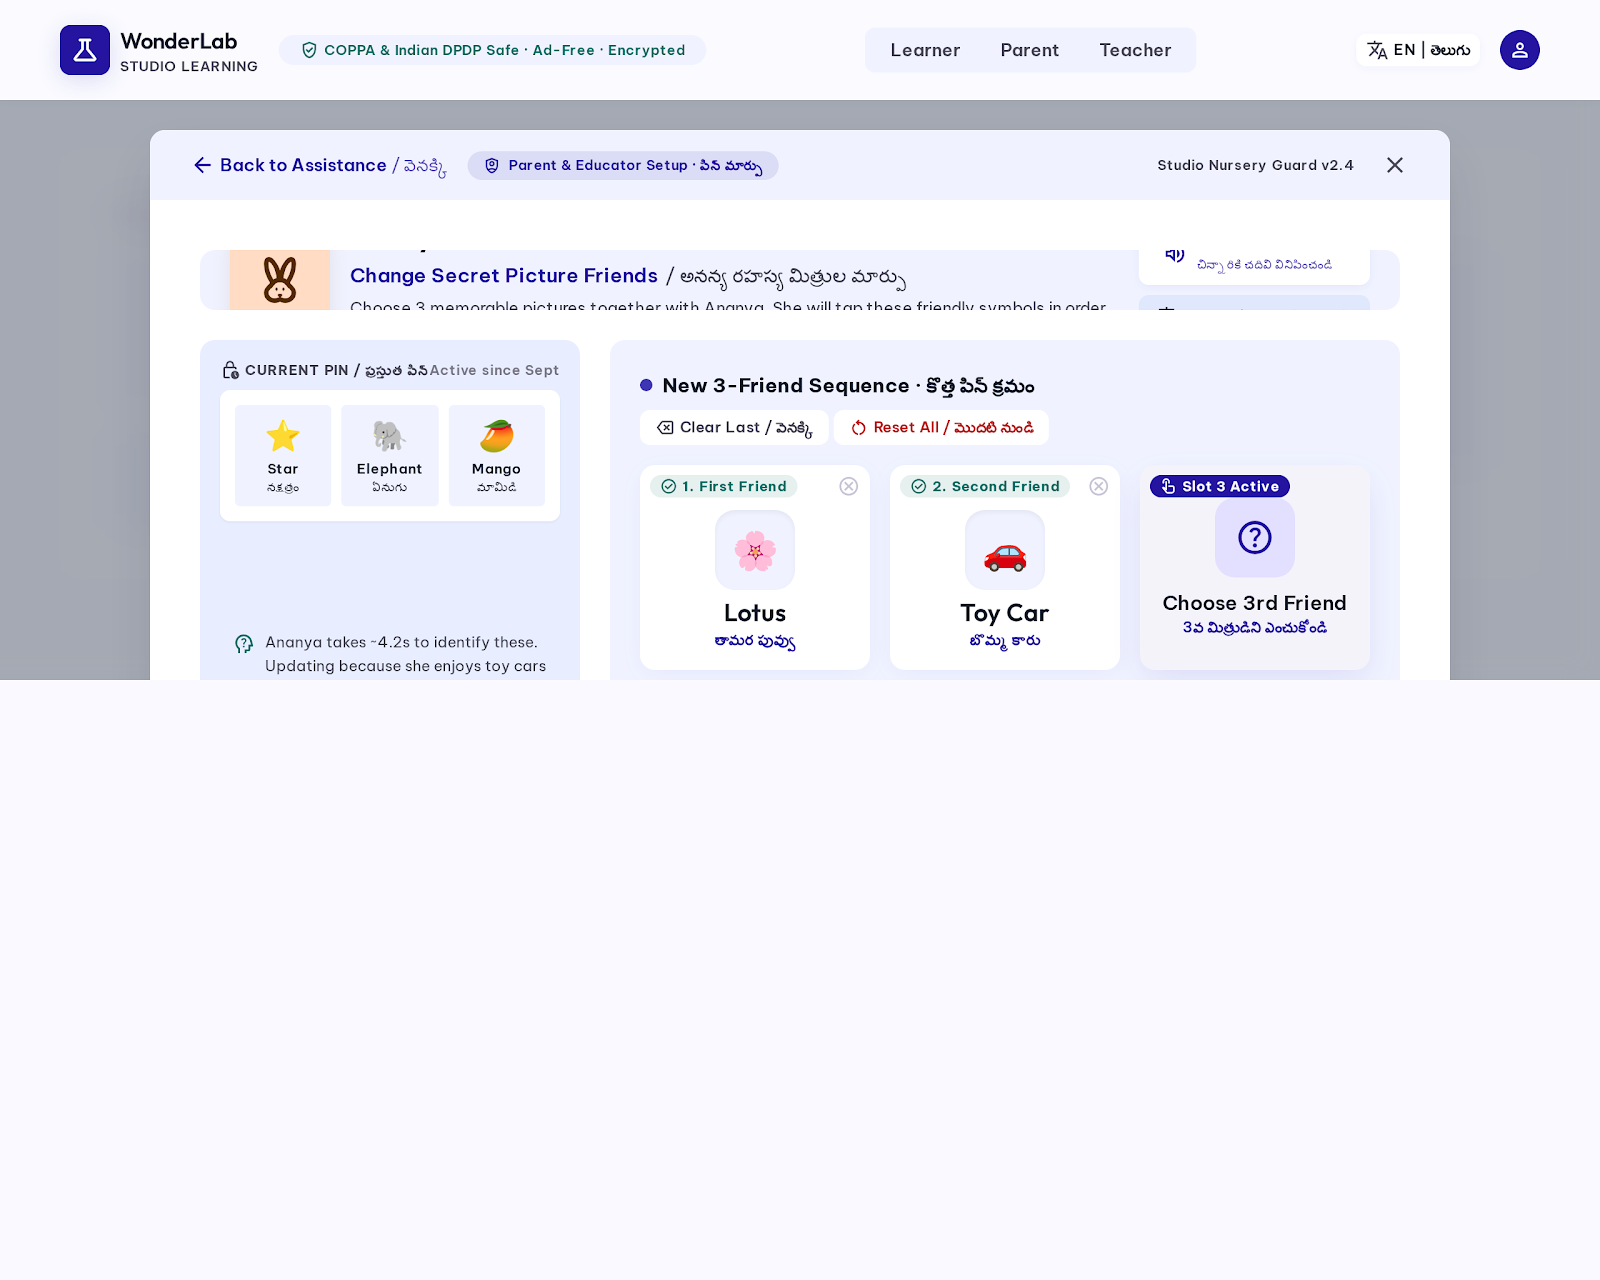 WonderLab
STUDIO LEARNING
COPPA & Indian DPDP Safe · Ad-Free · Encrypted
Learner
Parent
Teacher
EN | తెలుగు
Back to Assistance / వెనక్కి
Parent & Educator Setup · పిన్ మార్పు
Studio Nursery Guard v2.4
Change Secret Picture Friends / అనన్య రహస్య మిత్రుల మార్పు
Choose 3 memorable pictures together with Ananya. She will tap these friendly symbols in order
చిన్నారికి చదివి వినిపించండి
CURRENT PIN / ప్రస్తుత పిన్
Active since Sept
Star
నక్షత్రం
Elephant
ఏనుగు
Mango
మామిడి
Ananya takes ~4.2s to identify these.
Updating because she enjoys toy cars
New 3-Friend Sequence · కొత్త పిన్ క్రమం
Clear Last / వెనక్కి
Reset All / మొదటి నుండి
1. First Friend
Lotus
తామర పువ్వు
2. Second Friend
Toy Car
బొమ్మ కారు
Slot 3 Active
Choose 3rd Friend
3వ మిత్రుడిని ఎంచుకోండి